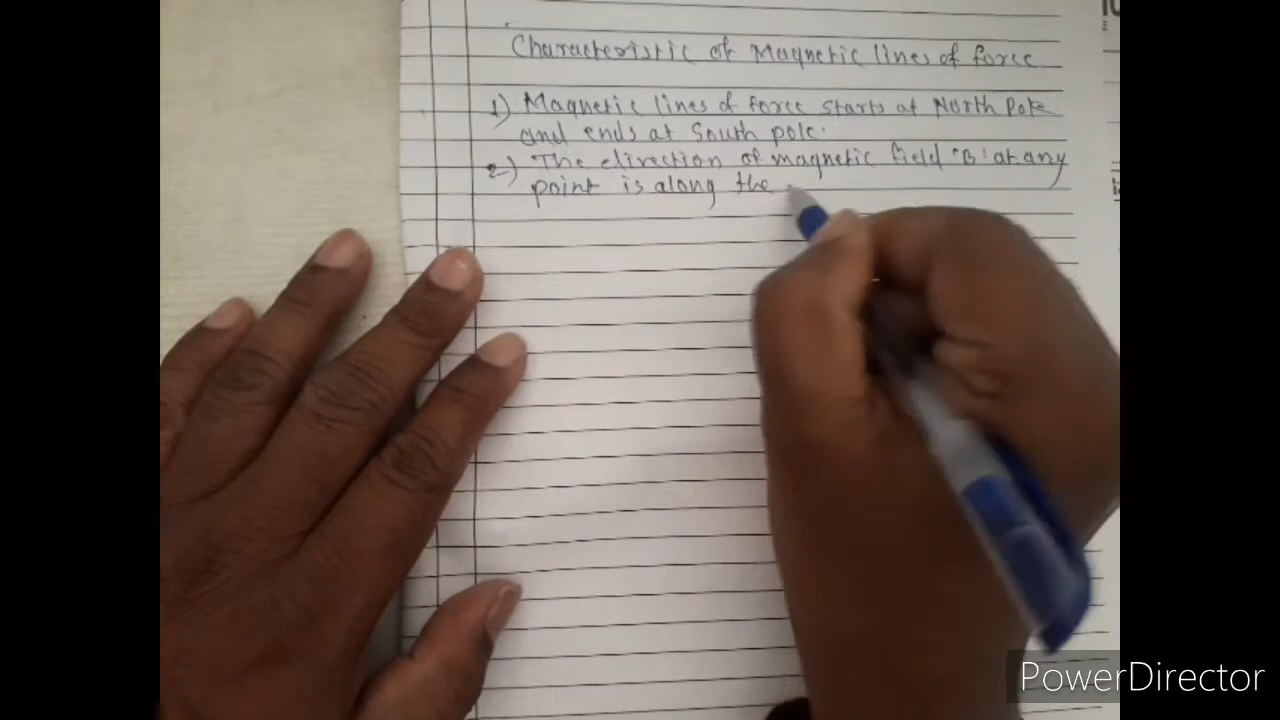 Characteristic of Magnetic lines of force
1) Magnetic lines of force starts at North Pole
and ends at South pole.
2) The direction of magnetic field 'B' at any
point is along the
PowerDirector